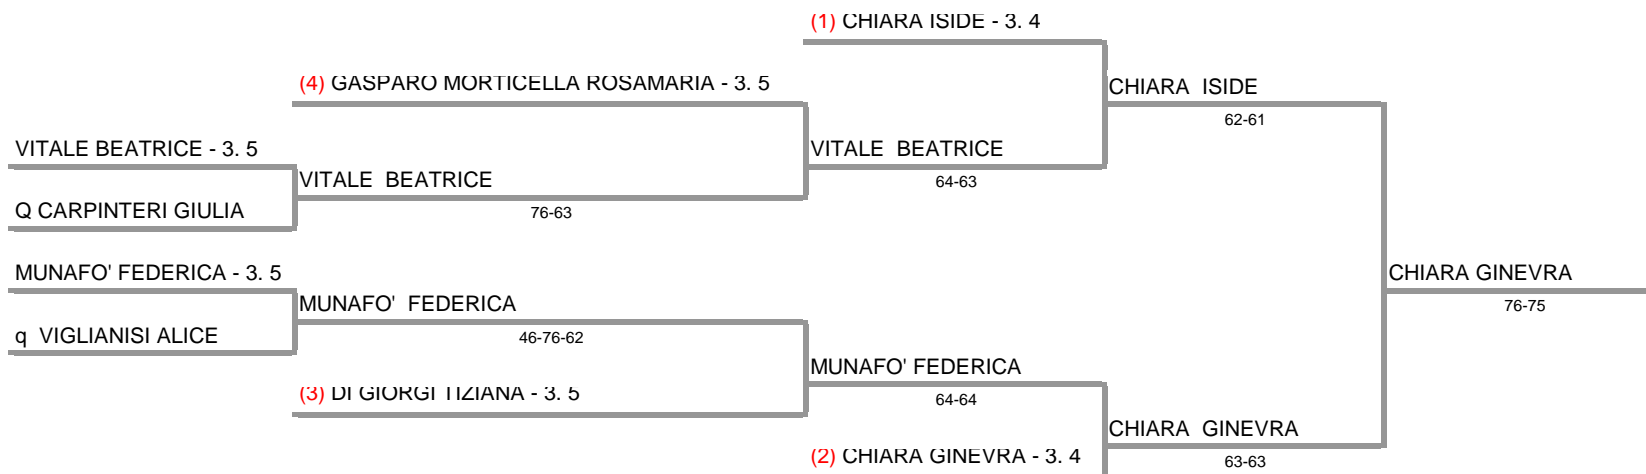 (1) CHIARA ISIDE - 3. 4
(4) GASPARO MORTICELLA ROSAMARIA - 3. 5
CHIARA  ISIDE
62-61
VITALE BEATRICE - 3. 5
VITALE  BEATRICE
64-63
VITALE  BEATRICE
76-63
Q CARPINTERI GIULIA
MUNAFO' FEDERICA - 3. 5
CHIARA GINEVRA
76-75
MUNAFO'  FEDERICA
46-76-62
q  VIGLIANISI ALICE
MUNAFO' FEDERICA
64-64
(3) DI GIORGI TIZIANA - 3. 5
CHIARA  GINEVRA
63-63
(2) CHIARA GINEVRA - 3. 4